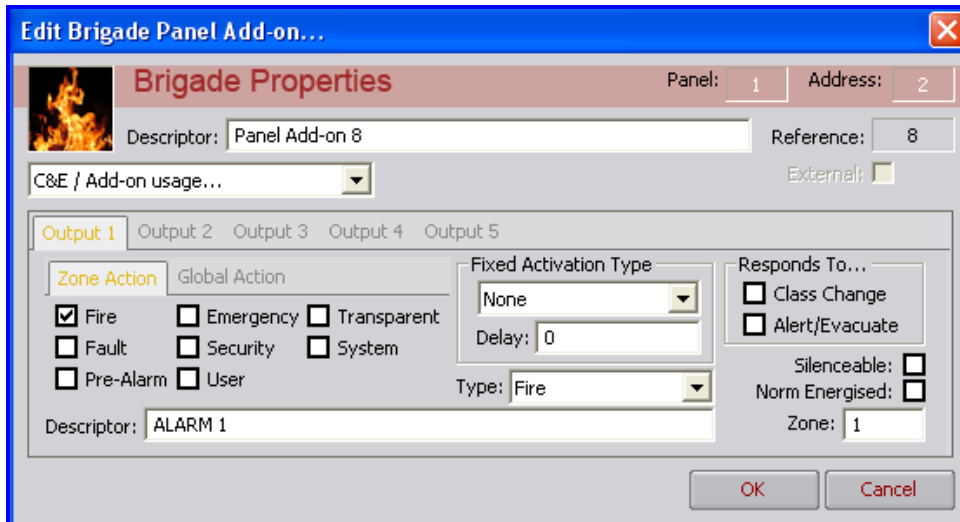 Edit Brigade Panel Add-on...
Brigade Properties Panel: 1 Address: 2
Descriptor: Panel Add-on 8 Reference: 8
C&E / Add-on usage... External:
Output 1 Output 2 Output 3 Output 4 Output 5
Zone Action Global Action
Fire Emergency Transparent
Fault Security System
Pre-Alarm User
Fixed Activation Type
None
Delay: 0
Type: Fire
Responds To...
Class Change
Alert/Evacuate
Silenceable:
Norm Energised:
Descriptor: ALARM 1 Zone: 1
OK Cancel